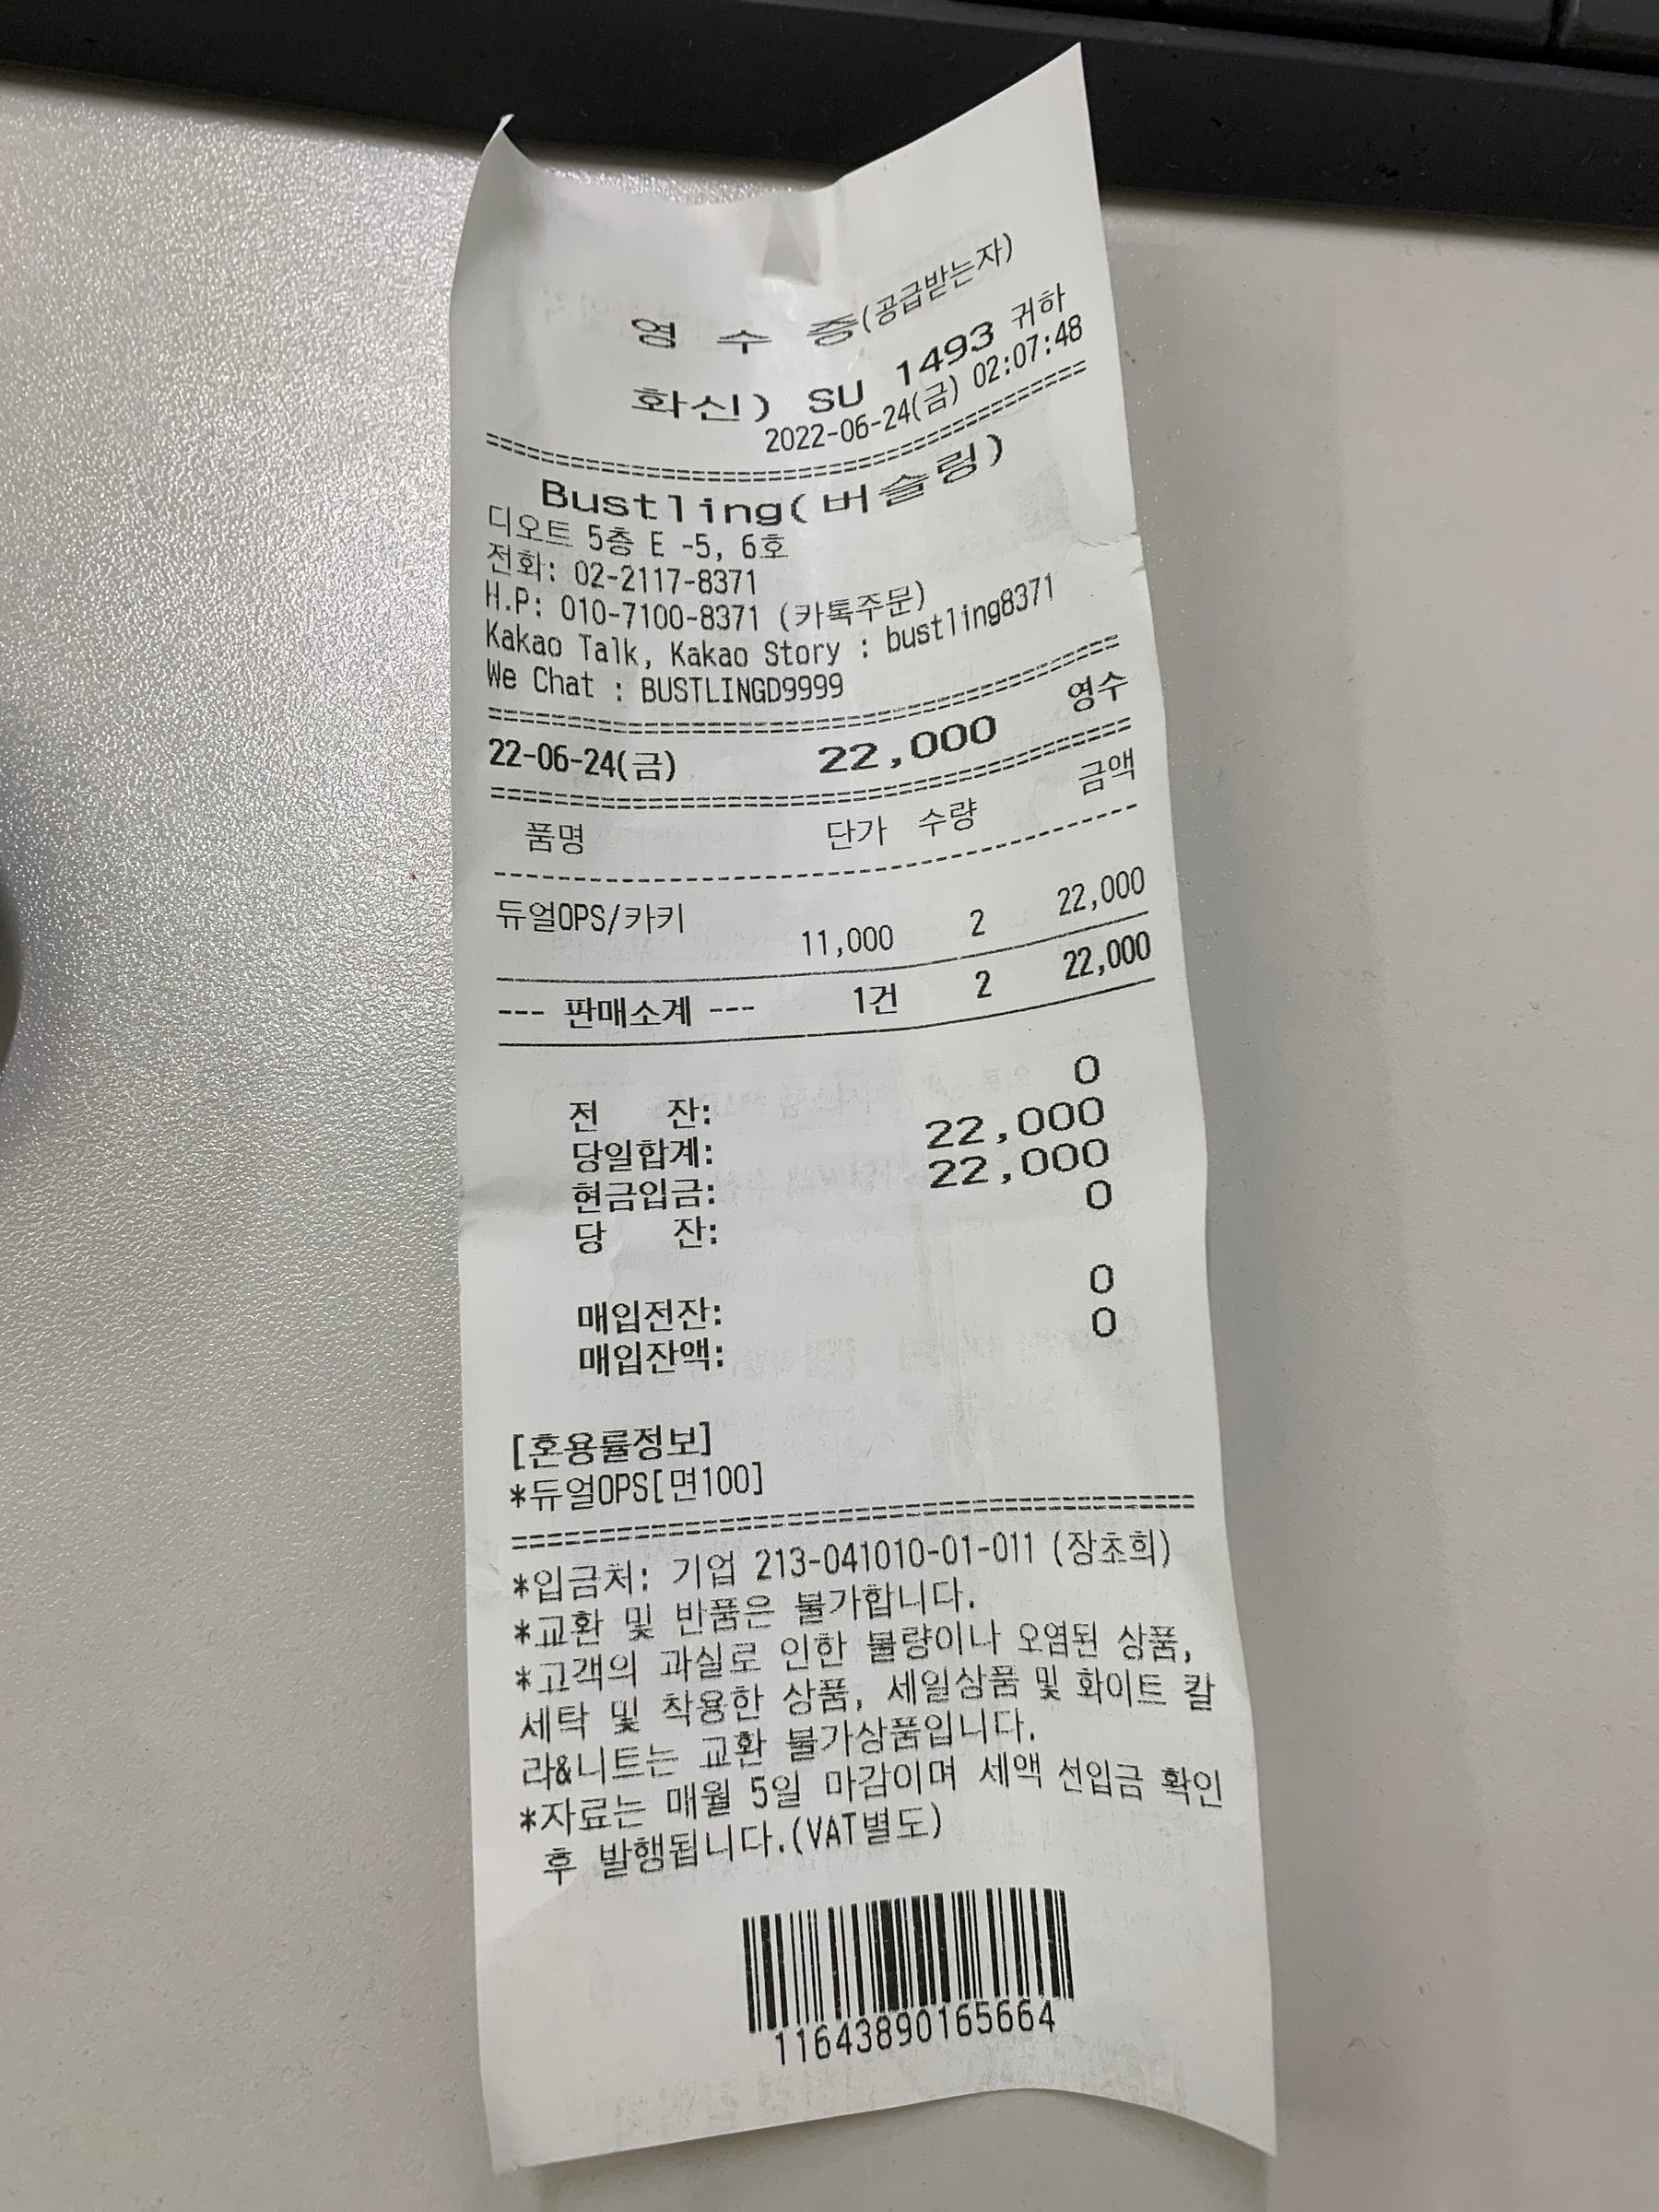 영 수 증(공급받는자)
화신) SU 1493 귀하
2022-06-24(금) 02:07:48
Bustling(버슬링)
디오트 5층 E -5, 6호
전화: 02-2117-8371
H.P: 010-7100-8371 (카톡주문)
Kakao Talk, Kakao Story : bustling8371
We Chat : BUSTLINGD9999
22-06-24(금) 22,000 영수
품명 단가 수량 금액
듀얼OPS/카키
11,000 2 22,000
--- 판매소계 --- 1건 2 22,000
전 잔: 0
당일합계: 22,000
현금입금: 22,000
당 잔: 0
매입전잔: 0
매입잔액: 0
[혼용률정보]
*듀얼OPS[면100]
*입금처: 기업 213-041010-01-011 (장초희)
*교환 및 반품은 불가합니다.
*고객의 과실로 인한 불량이나 오염된 상품,
세탁 및 착용한 상품, 세일상품 및 화이트 칼
라&니트는 교환 불가상품입니다.
*자료는 매월 5일 마감이며 세액 선입금 확인
후 발행됩니다.(VAT별도)
11643890165664